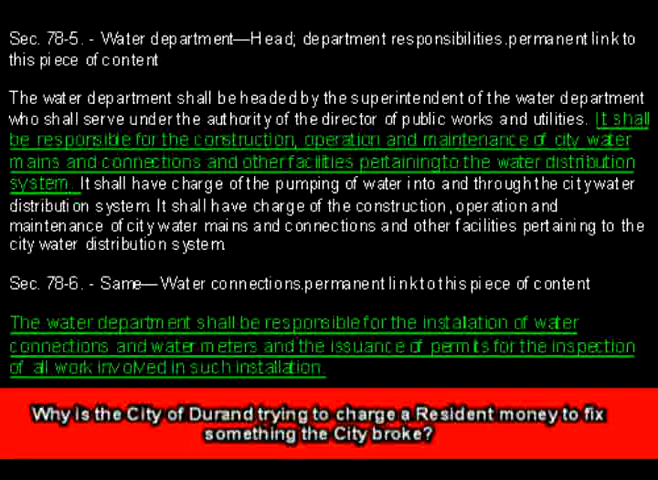 Sec. 78-5. - Water department—Head; department responsibilities.permanent link to
this piece of content
The water department shall be headed by the superintendent of the water department
who shall serve under the authority of the director of public works and utilities. It shall
be responsible for the construction, operation and maintenance of city water
mains and connections and other facilities pertaining to the water distribution
system. It shall have charge of the pumping of water into and through the city water
distribution system. It shall have charge of the construction, operation and
maintenance of city water mains and connections and other facilities pertaining to the
city water distribution system
Sec. 78-6. - Same—Water connections.permanent link to this piece of content
The water department shall be responsible for the instalation of water
connections and water meters and the issuance of permits for the inspection
of all work involved in such installation.
Why is the City of Durand trying to charge a Resident money to fix
something the City broke?